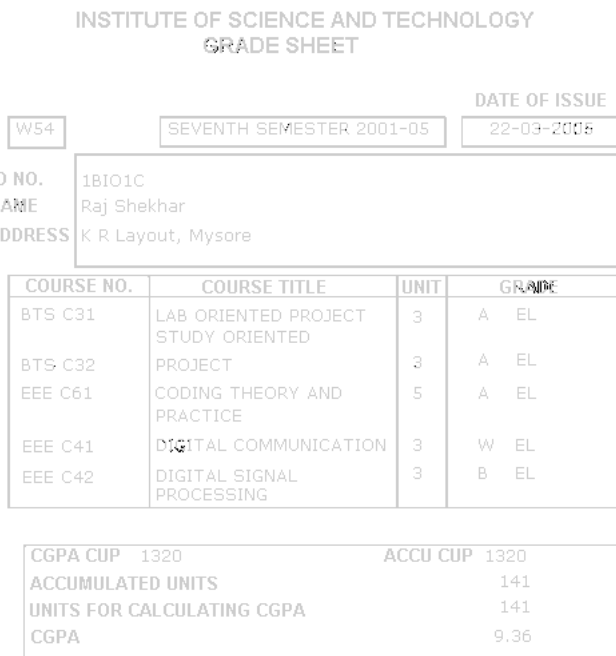 INSTITUTE OF SCIENCE AND TECHNOLOGY
GRADE SHEET
DATE OF ISSUE
W54 SEVENTH SEMESTER 2001-05 22-03-2005
D NO. 1BIO1C
AME Raj Shekhar
DDRESS K R Layout, Mysore
COURSE NO. COURSE TITLE UNIT GRADE
BTS C31 LAB ORIENTED PROJECT 3 A EL
STUDY ORIENTED
BTS C32 PROJECT 3 A EL
EEE C61 CODING THEORY AND 5 A EL
PRACTICE
EEE C41 DIGITAL COMMUNICATION 3 W EL
EEE C42 DIGITAL SIGNAL 3 B EL
PROCESSING
CGPA CUP 1320 ACCU CUP 1320
ACCUMULATED UNITS 141
UNITS FOR CALCULATING CGPA 141
CGPA 9.36